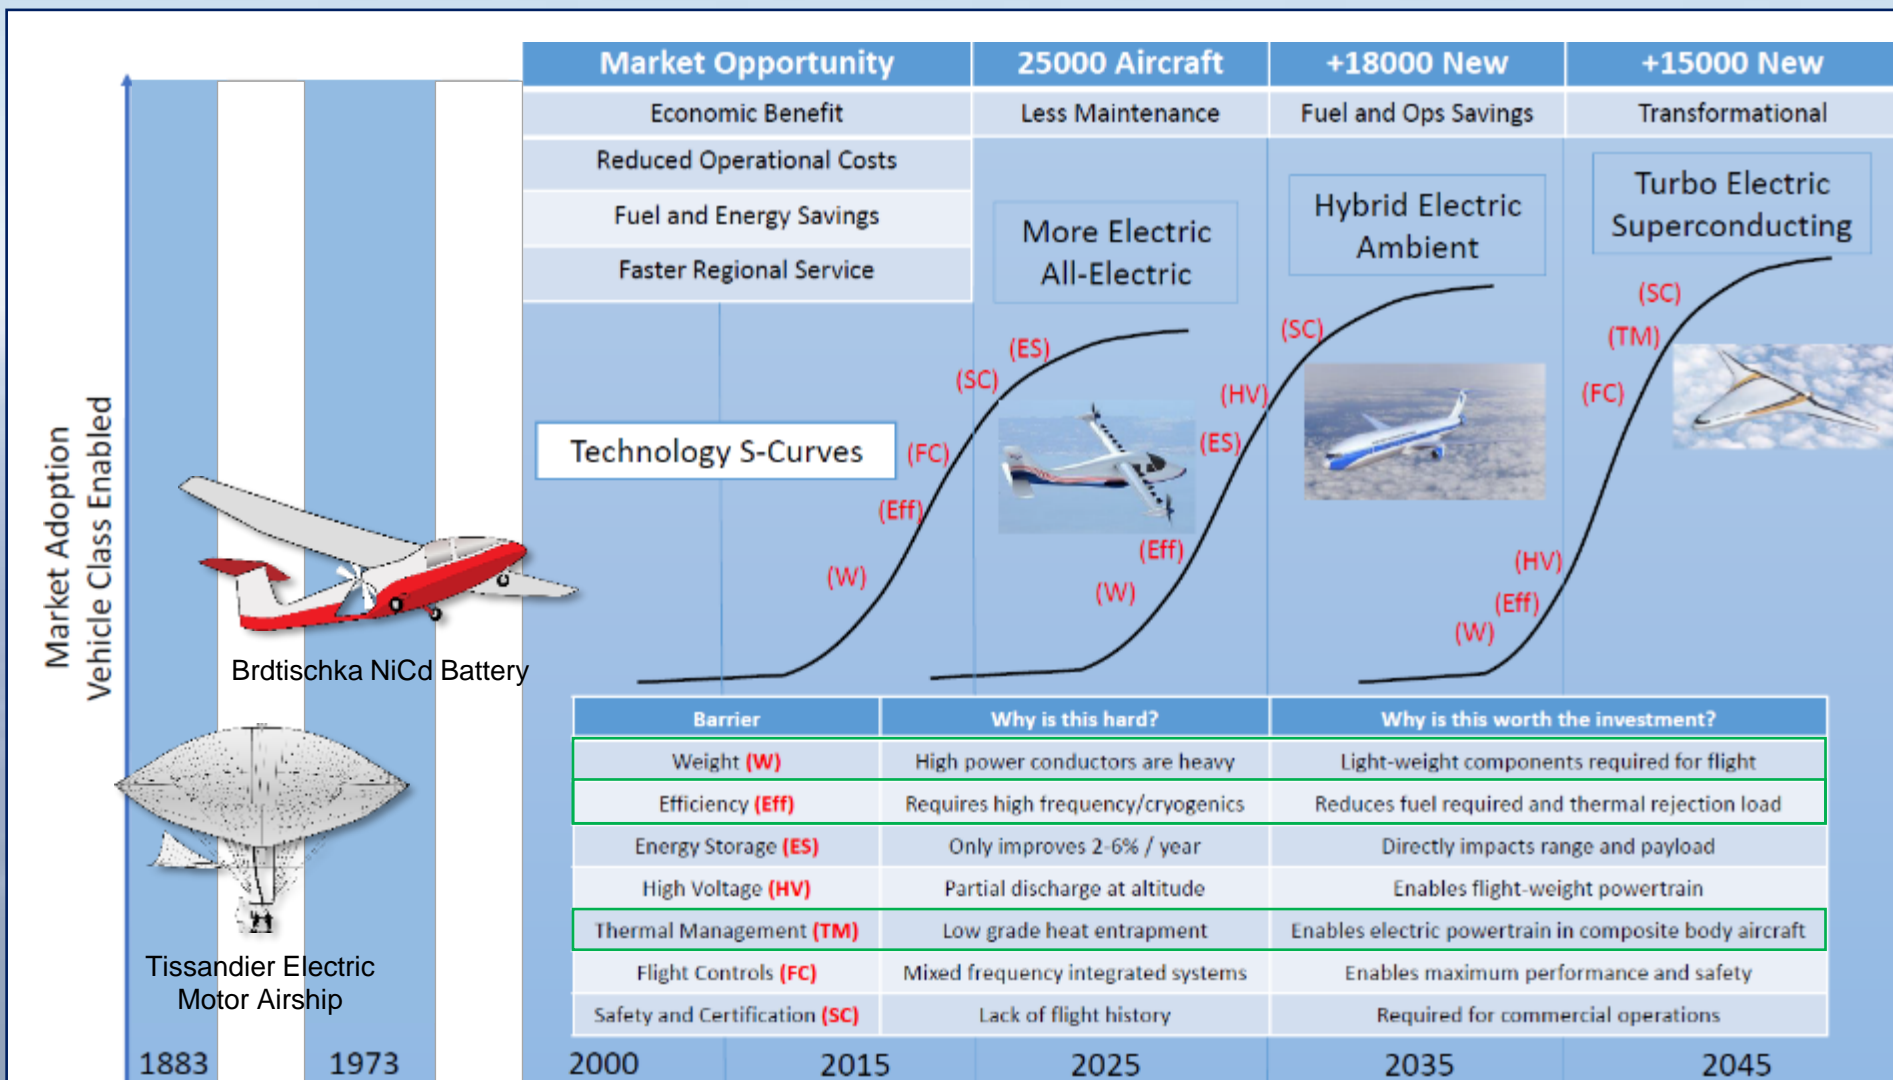 Market Opportunity
25000 Aircraft
+18000 New
+15000 New
Economic Benefit
Less Maintenance
Fuel and Ops Savings
Transformational
Reduced Operational Costs
Fuel and Energy Savings
Faster Regional Service
More Electric
All-Electric
Hybrid Electric
Ambient
Turbo Electric
Superconducting
Market Adoption
Vehicle Class Enabled
Technology S-Curves
(ES)
(SC)
(FC)
(Eff)
(W)
(SC)
(HV)
(ES)
(Eff)
(W)
(SC)
(TM)
(FC)
(HV)
(Eff)
(W)
Brdtischka NiCd Battery
Tissandier Electric
Motor Airship
Barrier Why is this hard? Why is this worth the investment?
Weight (W) High power conductors are heavy Light-weight components required for flight
Efficiency (Eff) Requires high frequency/cryogenics Reduces fuel required and thermal rejection load
Energy Storage (ES) Only improves 2-6% / year Directly impacts range and payload
High Voltage (HV) Partial discharge at altitude Enables flight-weight powertrain
Thermal Management (TM) Low grade heat entrapment Enables electric powertrain in composite body aircraft
Flight Controls (FC) Mixed frequency integrated systems Enables maximum performance and safety
Safety and Certification (SC) Lack of flight history Required for commercial operations
1883 1973 2000 2015 2025 2035 2045